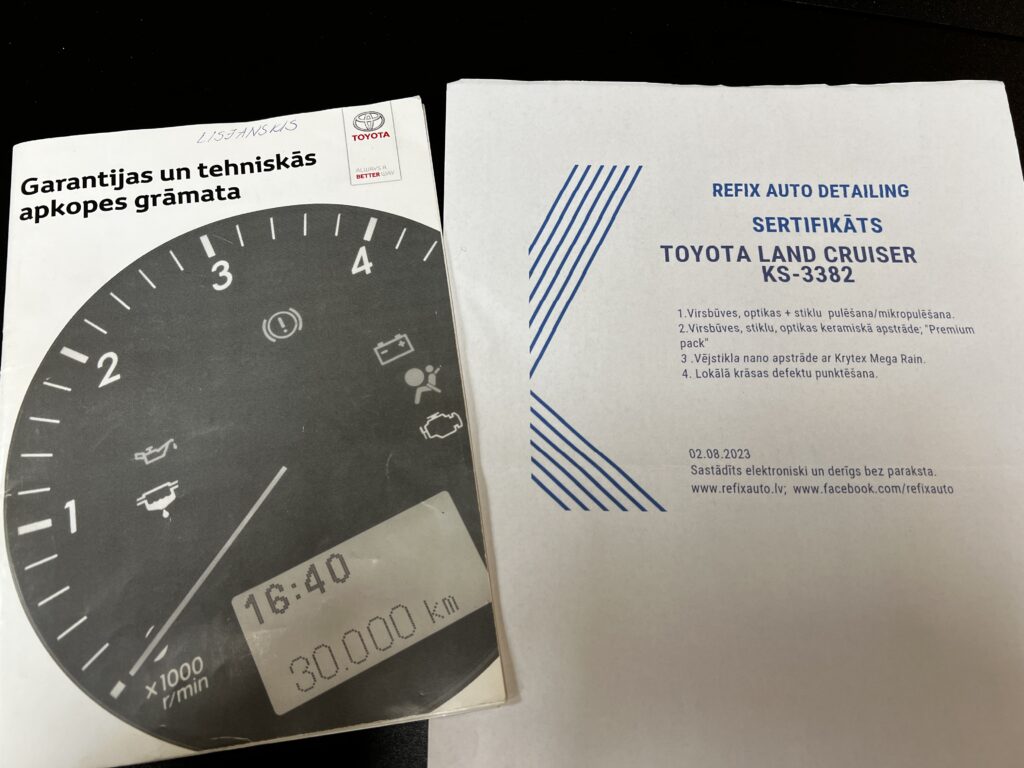 LISJANSKIS
TOYOTA
ALWAYS A
BETTER WAY
Garantijas un tehniskās
apkopes grāmata
1
2
3
4
x1000
r/min
16:40
30.000 km
REFIX AUTO DETAILING
SERTIFIKĀTS
TOYOTA LAND CRUISER
KS-3382
1.Virsbūves, optikas + stiklu pulēšana/mikropulēšana.
2.Virsbūves, stiklu, optikas keramiskā apstrāde; "Premium
pack"
3 .Vējstikla nano apstrāde ar Krytex Mega Rain.
4. Lokālā krāsas defektu punktēšana.
02.08.2023
Sastādīts elektroniski un derīgs bez paraksta.
www.refixauto.lv; www.facebook.com/refixauto